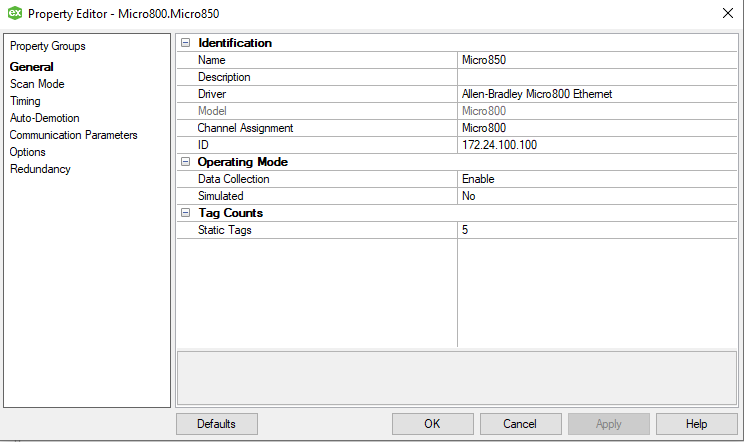 ex Property Editor - Micro800.Micro850
Property Groups
General
Scan Mode
Timing
Auto-Demotion
Communication Parameters
Options
Redundancy
Identification
Name Micro850
Description
Driver Allen-Bradley Micro800 Ethernet
Model Micro800
Channel Assignment Micro800
ID 172.24.100.100
Operating Mode
Data Collection Enable
Simulated No
Tag Counts
Static Tags 5
Defaults OK Cancel Apply Help